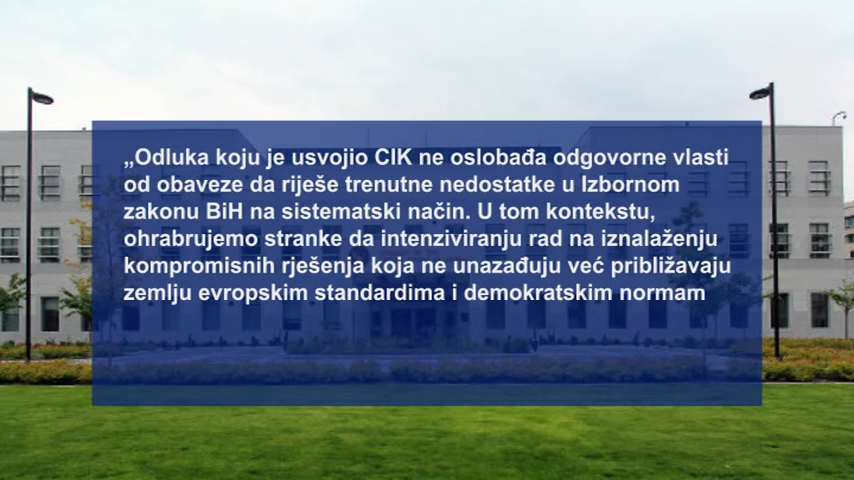 „Odluka koju je usvojio CIK ne oslobađa odgovorne vlasti
od obaveze da riješe trenutne nedostatke u Izbornom
zakonu BiH na sistematski način. U tom kontekstu,
ohrabrujemo stranke da intenziviranju rad na iznalaženju
kompromisnih rješenja koja ne unazađuju već približavaju
zemlju evropskim standardima i demokratskim normam